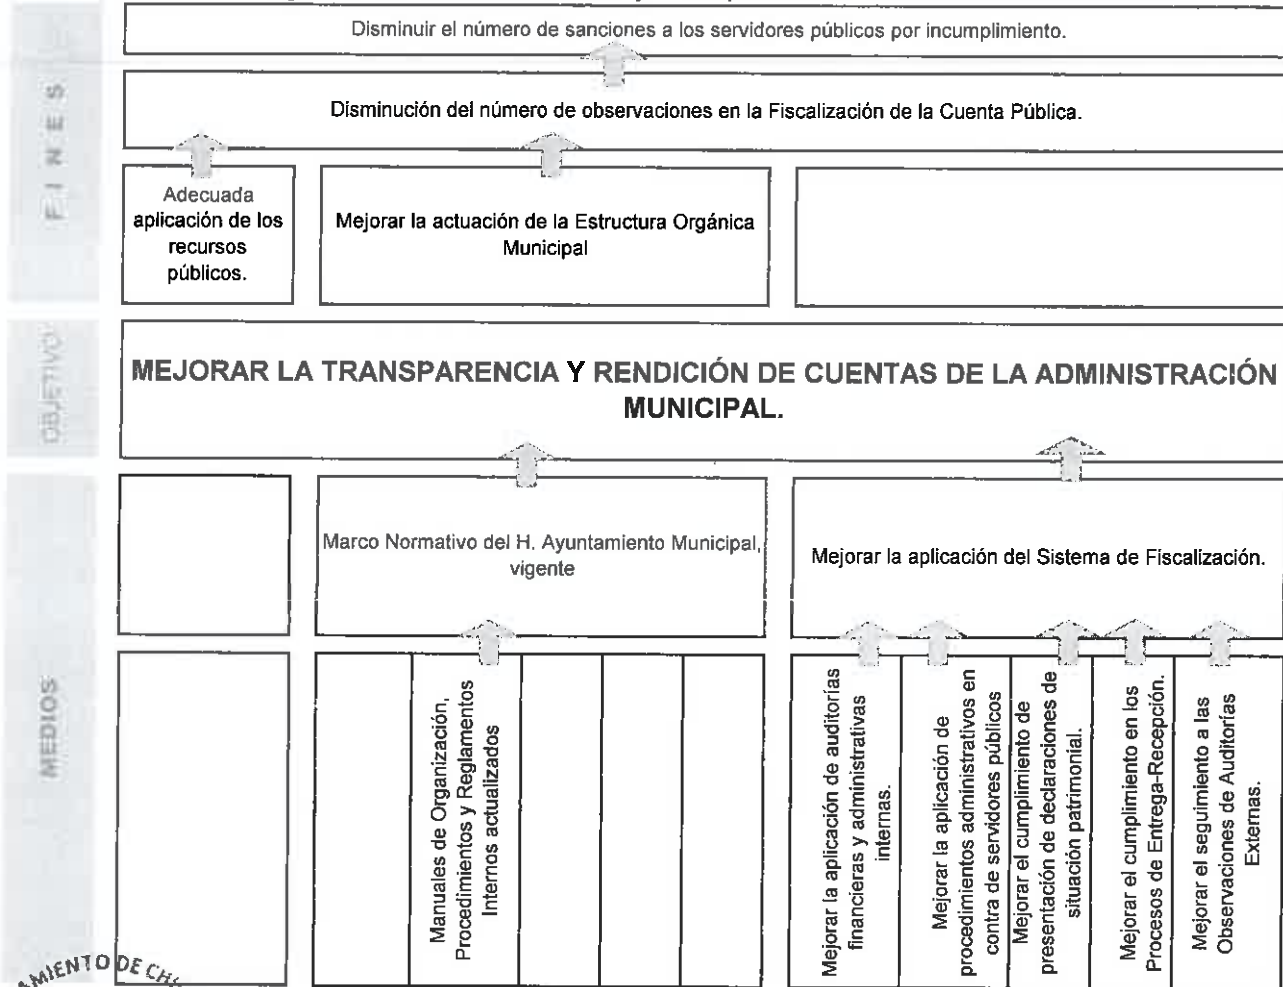 Disminuir el número de sanciones a los servidores públicos por incumplimiento.
FINES
Disminución del número de observaciones en la Fiscalización de la Cuenta Pública.
Adecuada
aplicación de los
recursos
públicos.
Mejorar la actuación de la Estructura Orgánica
Municipal
OBJETIVO
MEJORAR LA TRANSPARENCIA Y RENDICIÓN DE CUENTAS DE LA ADMINISTRACIÓN
MUNICIPAL.
MEDIOS
Marco Normativo del H. Ayuntamiento Municipal,
vigente
Mejorar la aplicación del Sistema de Fiscalización.
Manuales de Organización,
Procedimientos y Reglamentos
Internos actualizados
Mejorar la aplicación de auditorías
financieras y administrativas
internas.
Mejorar la aplicación de
procedimientos administrativos en
contra de servidores públicos
Mejorar el cumplimiento de
presentación de declaraciones de
situación patrimonial.
Mejorar el cumplimiento en los
Procesos de Entrega-Recepción.
Mejorar el seguimiento a las
Observaciones de Auditorías
Externas.
AMIENTO DE